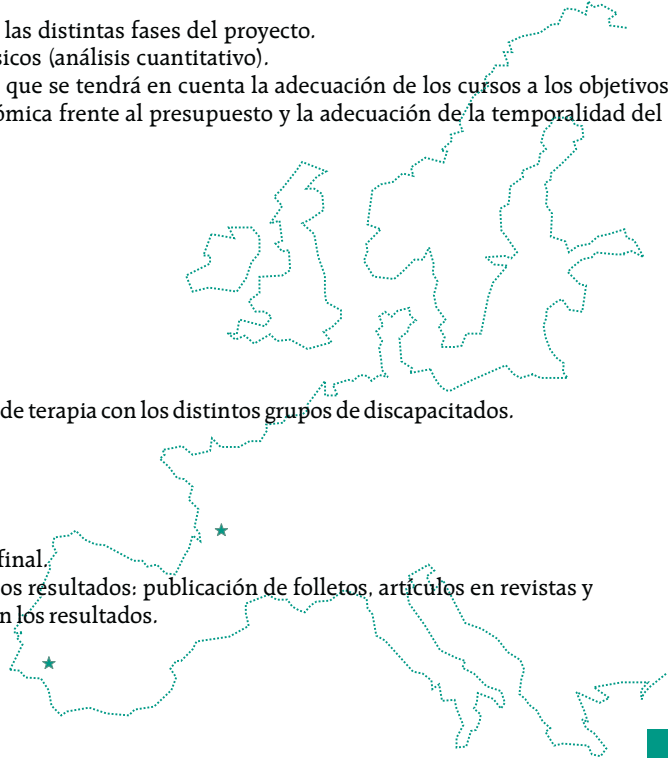 las distintas fases del proyecto.
sicos (análisis cuantitativo).
que se tendrá en cuenta la adecuación de los cursos a los objetivos
ómica frente al presupuesto y la adecuación de la temporalidad del
de terapia con los distintos grupos de discapacitados.
final.
os resultados: publicación de folletos, artículos en revistas y
n los resultados.